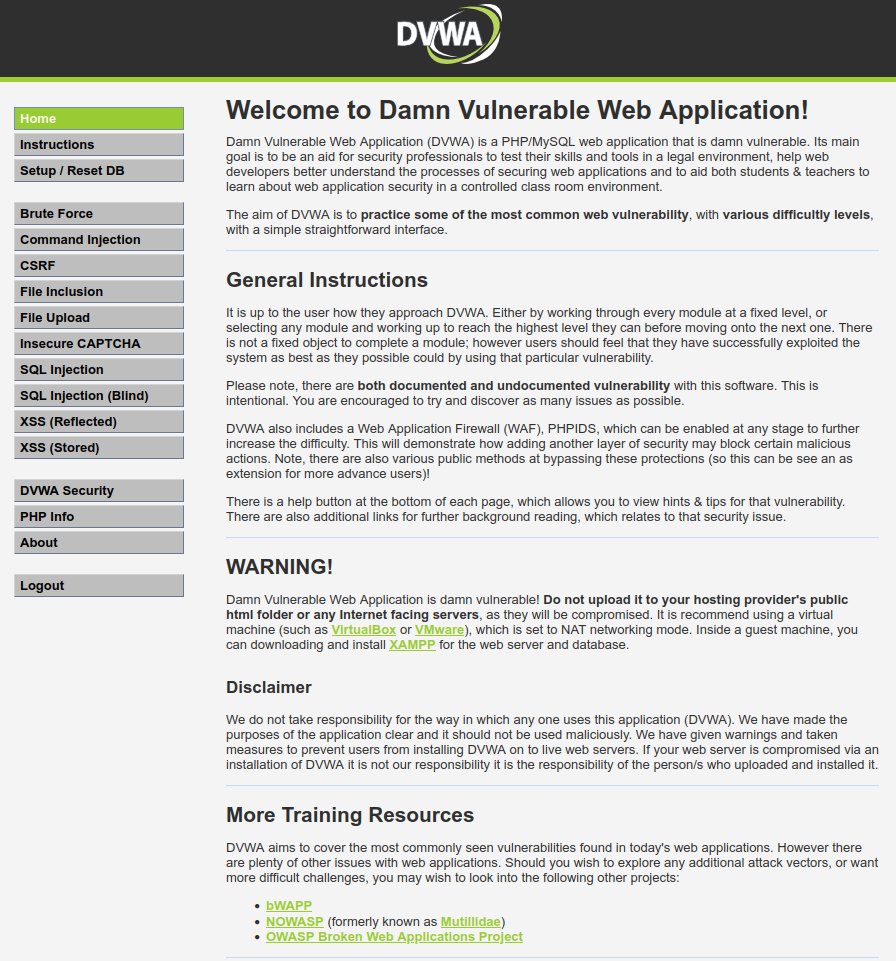 DVWA
Home
Instructions
Setup / Reset DB
Brute Force
Command Injection
CSRF
File Inclusion
File Upload
Insecure CAPTCHA
SQL Injection
SQL Injection (Blind)
XSS (Reflected)
XSS (Stored)
DVWA Security
PHP Info
About
Logout
Welcome to Damn Vulnerable Web Application!
Damn Vulnerable Web Application (DVWA) is a PHP/MySQL web application that is damn vulnerable. Its main
goal is to be an aid for security professionals to test their skills and tools in a legal environment, help web
developers better understand the processes of securing web applications and to aid both students & teachers to
learn about web application security in a controlled class room environment.
The aim of DVWA is to practice some of the most common web vulnerability, with various difficultly levels,
with a simple straightforward interface.
General Instructions
It is up to the user how they approach DVWA. Either by working through every module at a fixed level, or
selecting any module and working up to reach the highest level they can before moving onto the next one. There
is not a fixed object to complete a module; however users should feel that they have successfully exploited the
system as best as they possible could by using that particular vulnerability.
Please note, there are both documented and undocumented vulnerability with this software. This is
intentional. You are encouraged to try and discover as many issues as possible.
DVWA also includes a Web Application Firewall (WAF), PHPIDS, which can be enabled at any stage to further
increase the difficulty. This will demonstrate how adding another layer of security may block certain malicious
actions. Note, there are also various public methods at bypassing these protections (so this can be see an as
extension for more advance users)!
There is a help button at the bottom of each page, which allows you to view hints & tips for that vulnerability.
There are also additional links for further background reading, which relates to that security issue.
WARNING!
Damn Vulnerable Web Application is damn vulnerable! Do not upload it to your hosting provider's public
html folder or any Internet facing servers, as they will be compromised. It is recommend using a virtual
machine (such as VirtualBox or VMware), which is set to NAT networking mode. Inside a guest machine, you
can downloading and install XAMPP for the web server and database.
Disclaimer
We do not take responsibility for the way in which any one uses this application (DVWA). We have made the
purposes of the application clear and it should not be used maliciously. We have given warnings and taken
measures to prevent users from installing DVWA on to live web servers. If your web server is compromised via an
installation of DVWA it is not our responsibility it is the responsibility of the person/s who uploaded and installed it.
More Training Resources
DVWA aims to cover the most commonly seen vulnerabilities found in today's web applications. However there
are plenty of other issues with web applications. Should you wish to explore any additional attack vectors, or want
more difficult challenges, you may wish to look into the following other projects:
• bWAPP
• NOWASP (formerly known as Mutillidae)
• OWASP Broken Web Applications Project